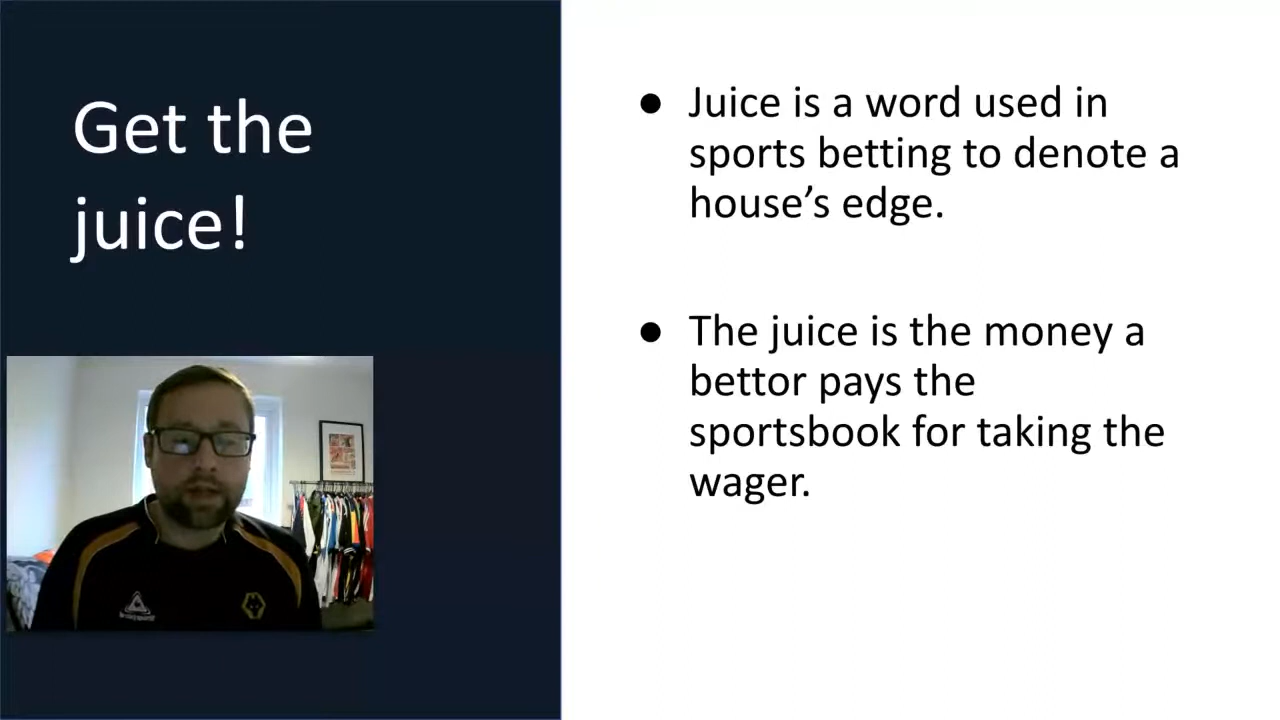 Get the
juice!
● Juice is a word used in
sports betting to denote a
house’s edge.
● The juice is the money a
bettor pays the
sportsbook for taking the
wager.